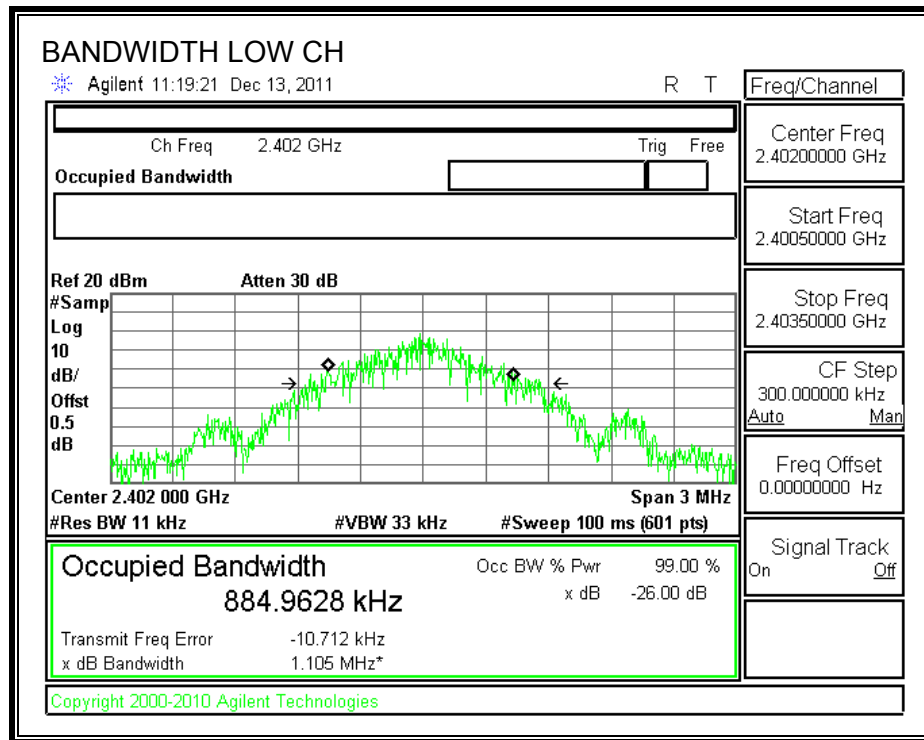 BANDWIDTH LOW CH
Agilent 11:19:21 Dec 13, 2011 R T
Freq/Channel
Ch Freq 2.402 GHz Trig Free
Occupied Bandwidth
Center Freq
2.40200000 GHz
Start Freq
2.40050000 GHz
Stop Freq
2.40350000 GHz
CF Step
300.000000 kHz
Auto Man
Freq Offset
0.00000000 Hz
Signal Track
On Off
Ref 20 dBm Atten 30 dB
#Samp
Log
10
dB/
Offst
0.5
dB
Center 2.402 000 GHz Span 3 MHz
#Res BW 11 kHz #VBW 33 kHz #Sweep 100 ms (601 pts)
Occupied Bandwidth
884.9628 kHz
Occ BW % Pwr 99.00 %
x dB -26.00 dB
Transmit Freq Error -10.712 kHz
x dB Bandwidth 1.105 MHz*
Copyright 2000-2010 Agilent Technologies